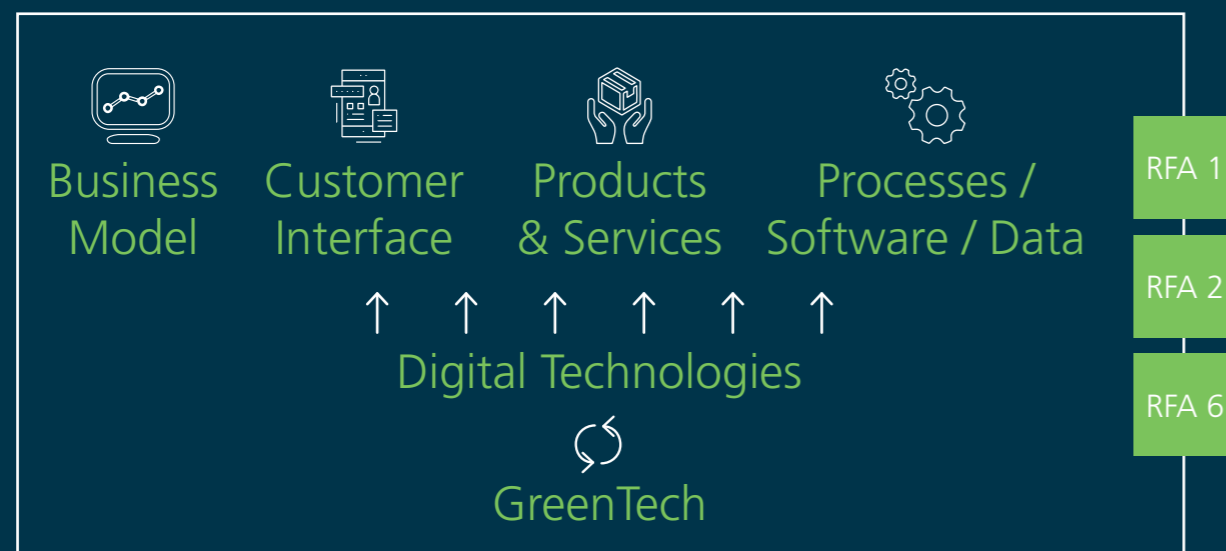 Business
Model
Customer
Interface
Products
& Services
Processes /
Software / Data
Digital Technologies
GreenTech
RFA 1
RFA 2
RFA 6